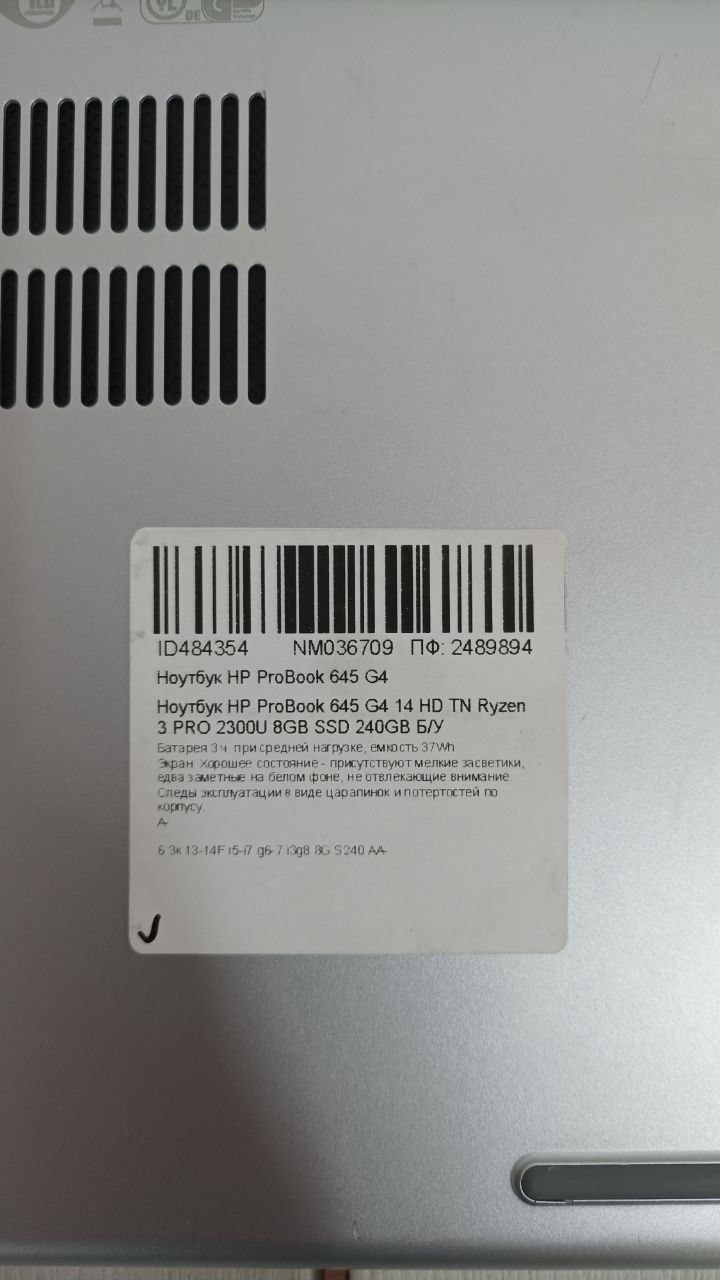 DE
ID484354 NM036709 ПФ: 2489894
Ноутбук HP ProBook 645 G4
Ноутбук HP ProBook 645 G4 14 HD TN Ryzen
3 PRO 2300U 8GB SSD 240GB Б/У
Батарея 3 ч при средней нагрузке, емкость 37Wh
Экран. Хорошее состояние - присутствуют мелкие засветики,
едва заметные на белом фоне, не отвлекающие внимание.
Следы эксплуатации в виде царапинок и потертостей по
корпусу.
A-
6.3к 13-14F i5-i7 g6-7 i3g8 8G S240 AA-